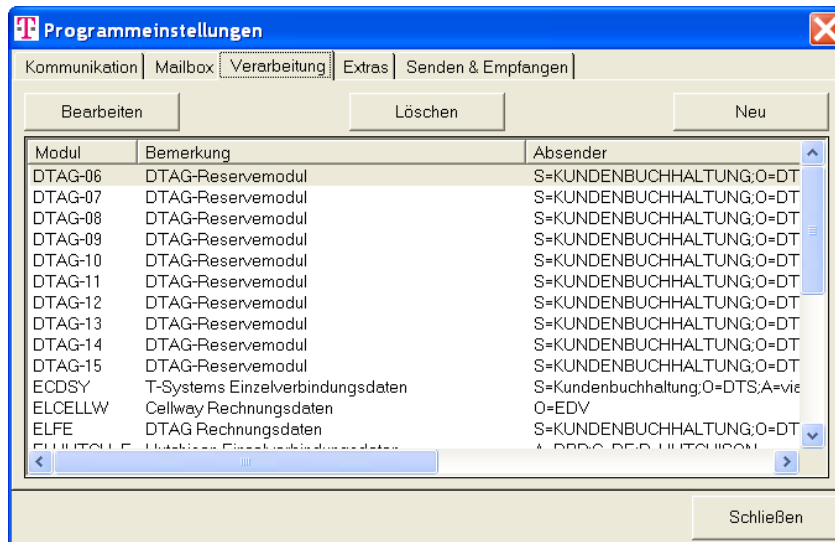 T Programmeinstellungen
Kommunikation Mailbox Verarbeitung Extras Senden & Empfangen
Bearbeiten Löschen Neu
Modul Bemerkung Absender
DTAG-06 DTAG-Reservemodul S=KUNDENBUCHHALTUNG;O=DT
DTAG-07 DTAG-Reservemodul S=KUNDENBUCHHALTUNG;O=DT
DTAG-08 DTAG-Reservemodul S=KUNDENBUCHHALTUNG;O=DT
DTAG-09 DTAG-Reservemodul S=KUNDENBUCHHALTUNG;O=DT
DTAG-10 DTAG-Reservemodul S=KUNDENBUCHHALTUNG;O=DT
DTAG-11 DTAG-Reservemodul S=KUNDENBUCHHALTUNG;O=DT
DTAG-12 DTAG-Reservemodul S=KUNDENBUCHHALTUNG;O=DT
DTAG-13 DTAG-Reservemodul S=KUNDENBUCHHALTUNG;O=DT
DTAG-14 DTAG-Reservemodul S=KUNDENBUCHHALTUNG;O=DT
DTAG-15 DTAG-Reservemodul S=KUNDENBUCHHALTUNG;O=DT
ECDSY T-Systems Einzelverbindungsdaten S=Kundenbuchhaltung;O=DTS;A=vie
ELCELLW Cellway Rechnungsdaten O=EDV
ELFE DTAG Rechnungsdaten S=KUNDENBUCHHALTUNG;O=DT
Hutchison Einzelverbindungsdaten
Schließen